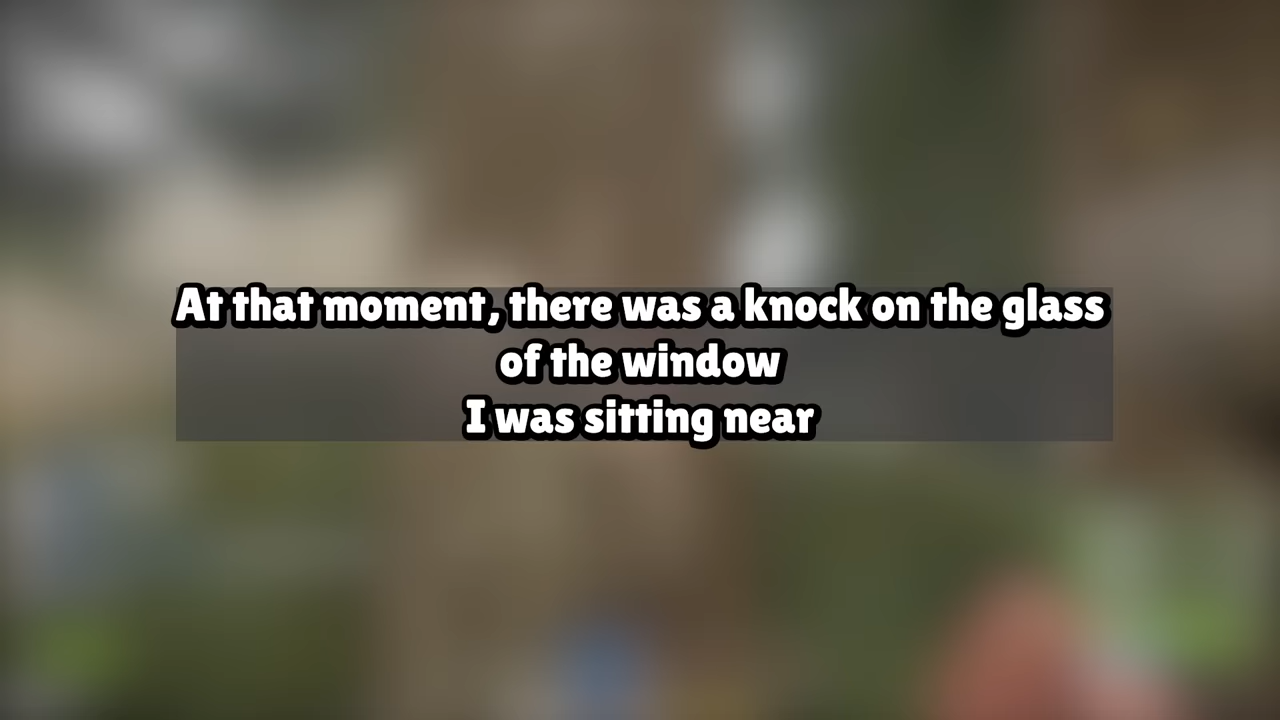 At that moment, there was a knock on the glass
of the window
I was sitting near